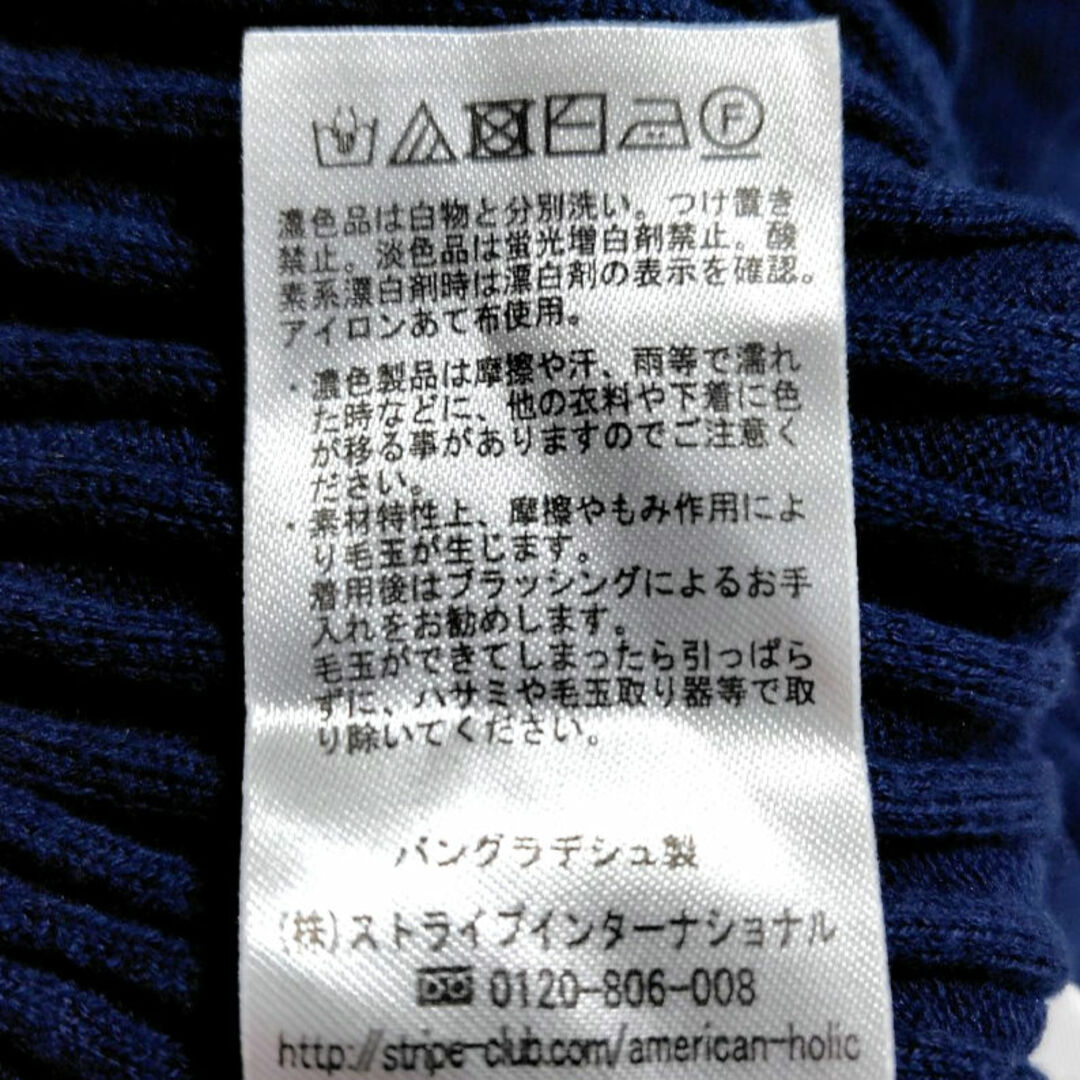 濃色品は白物と分別洗い。つけ置き
禁止。淡色品は蛍光増白剤禁止。酸
素系漂白剤時は漂白剤の表示を確認。
アイロンあて布使用。
・濃色製品は摩擦や汗、雨等で濡れ
た時などに、他の衣料や下着に色
が移る事がありますのでご注意く
ださい。
・素材特性上、摩擦やもみ作用によ
り毛玉が生じます。
着用後はブラッシングによるお手
入れをお勧めします。
毛玉ができてしまったら引っぱら
ずに、ハサミや毛玉取り器等で取
り除いてください。
バングラデシュ製
(株)ストライプインターナショナル
0120-806-008
http://stripe-club.com/american-holic